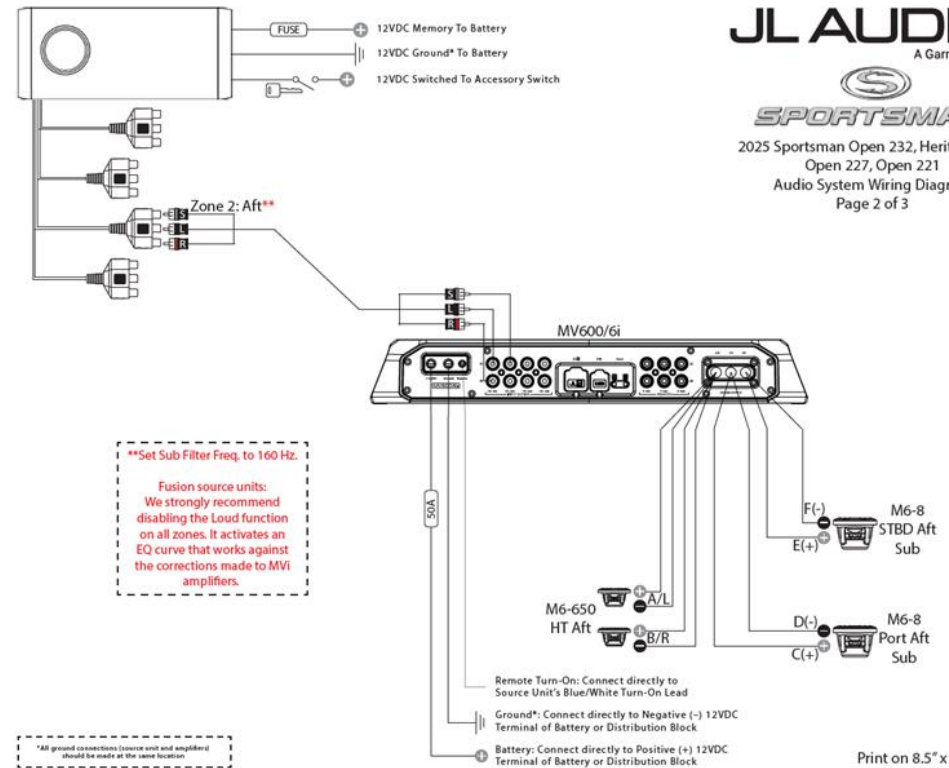 FUSE
12VDC Memory To Battery
12VDC Ground* To Battery
12VDC Switched To Accessory Switch
JL AUDI
A Garm
S
SPORTSMA
2025 Sportsman Open 232, Herit
Open 227, Open 221
Audio System Wiring Diagr
Page 2 of 3
Zone 2: Aft**
S
L
R
S
L
R
MV600/6i
**Set Sub Filter Freq. to 160 Hz.
Fusion source units:
We strongly recommend
disabling the Loud function
on all zones. It activates an
EQ curve that works against
the corrections made to MVi
amplifiers.
50A
F(-)
E(+)
M6-8
STBD Aft
Sub
M6-650
HT Aft
A/L
B/R
D(-)
C(+)
M6-8
Port Aft
Sub
Remote Turn-On: Connect directly to
Source Unit's Blue/White Turn-On Lead
Ground*: Connect directly to Negative (–) 12VDC
Terminal of Battery or Distribution Block
Battery: Connect directly to Positive (+) 12VDC
Terminal of Battery or Distribution Block
*All ground connections (source unit and amplifiers)
should be made at the same location
Print on 8.5" x